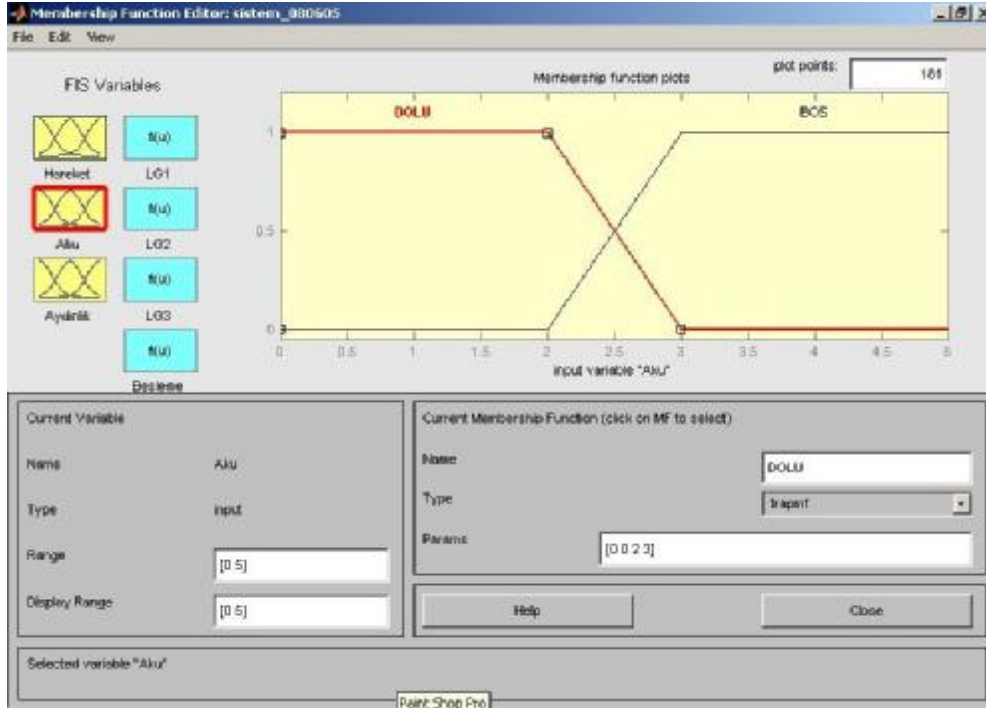 Membership Function Editor: sistem_080605
File Edit View
FIS Variables
Membership function plots
plot points:
181
Hareket
f(u)
LG1
Aku
f(u)
LG2
Aydinlik
f(u)
LG3
f(u)
Besleme
DOLU
BOS
1
0.5
0
0 0.5 1 1.5 2 2.5 3 3.5 4 4.5 5
input variable "Aku"
Current Variable
Name Aku
Type input
Range [0 5]
Display Range [0 5]
Current Membership Function (click on MF to select)
Name DOLU
Type trapmf
Params [0 0 2 3]
Help Close
Selected variable "Aku"
Paint Shop Pro